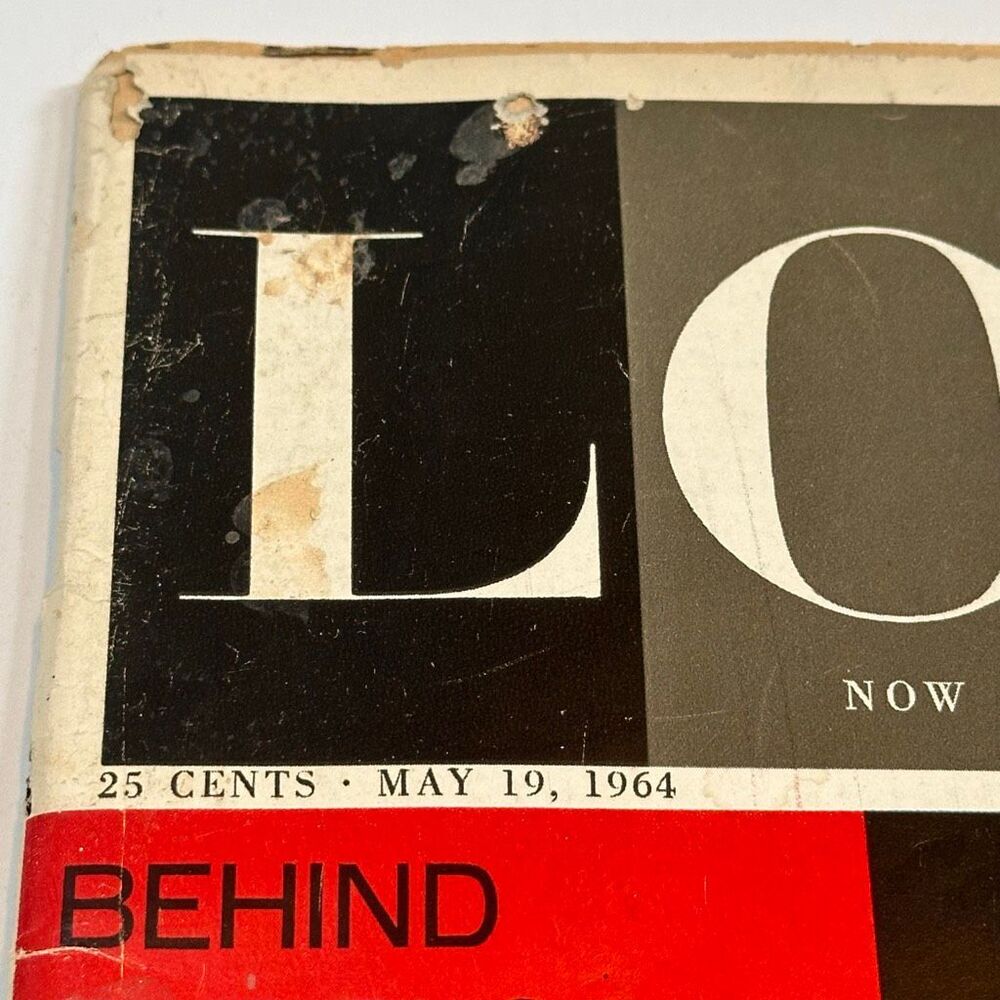 LO
NOW
25 CENTS · MAY 19, 1964
BEHIND